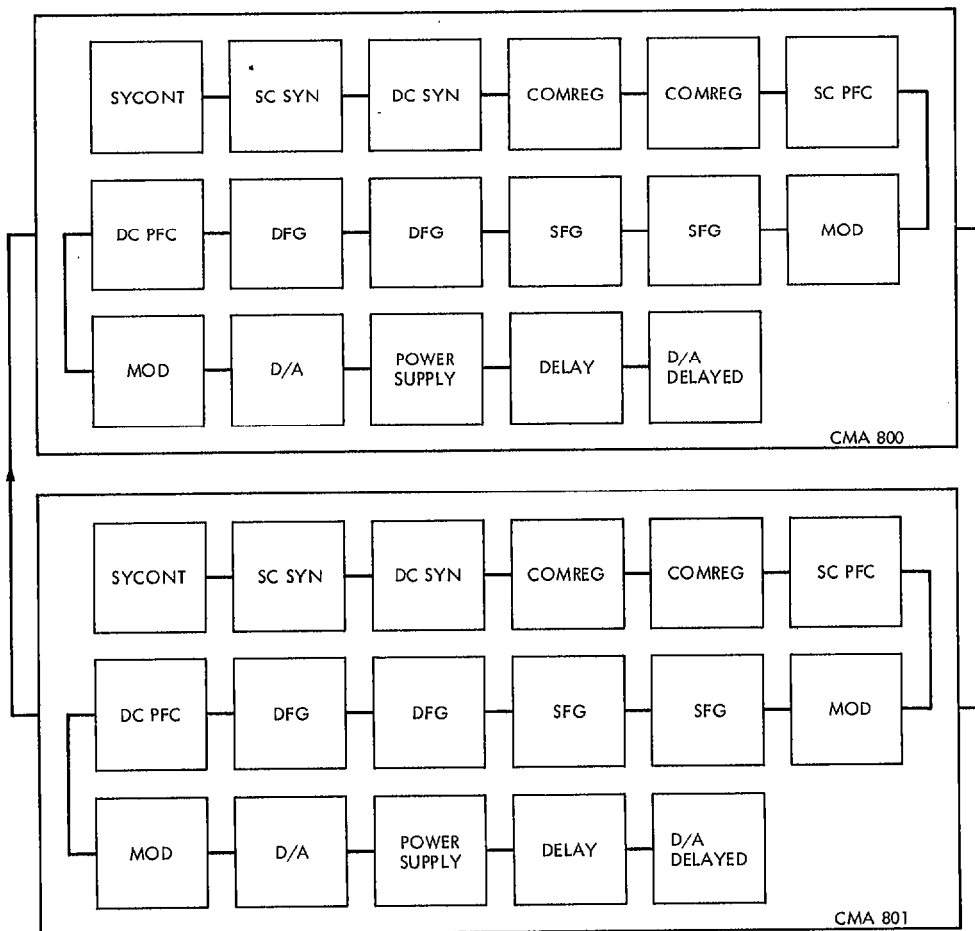 SYCONT
SC SYN
DC SYN
COMREG
COMREG
SC PFC
DC PFC
DFG
DFG
SFG
SFG
MOD
MOD
D/A
POWER
SUPPLY
DELAY
D/A
DELAYED
CMA 800
SYCONT
SC SYN
DC SYN
COMREG
COMREG
SC PFC
DC PFC
DFG
DFG
SFG
SFG
MOD
MOD
D/A
POWER
SUPPLY
DELAY
D/A
DELAYED
CMA 801